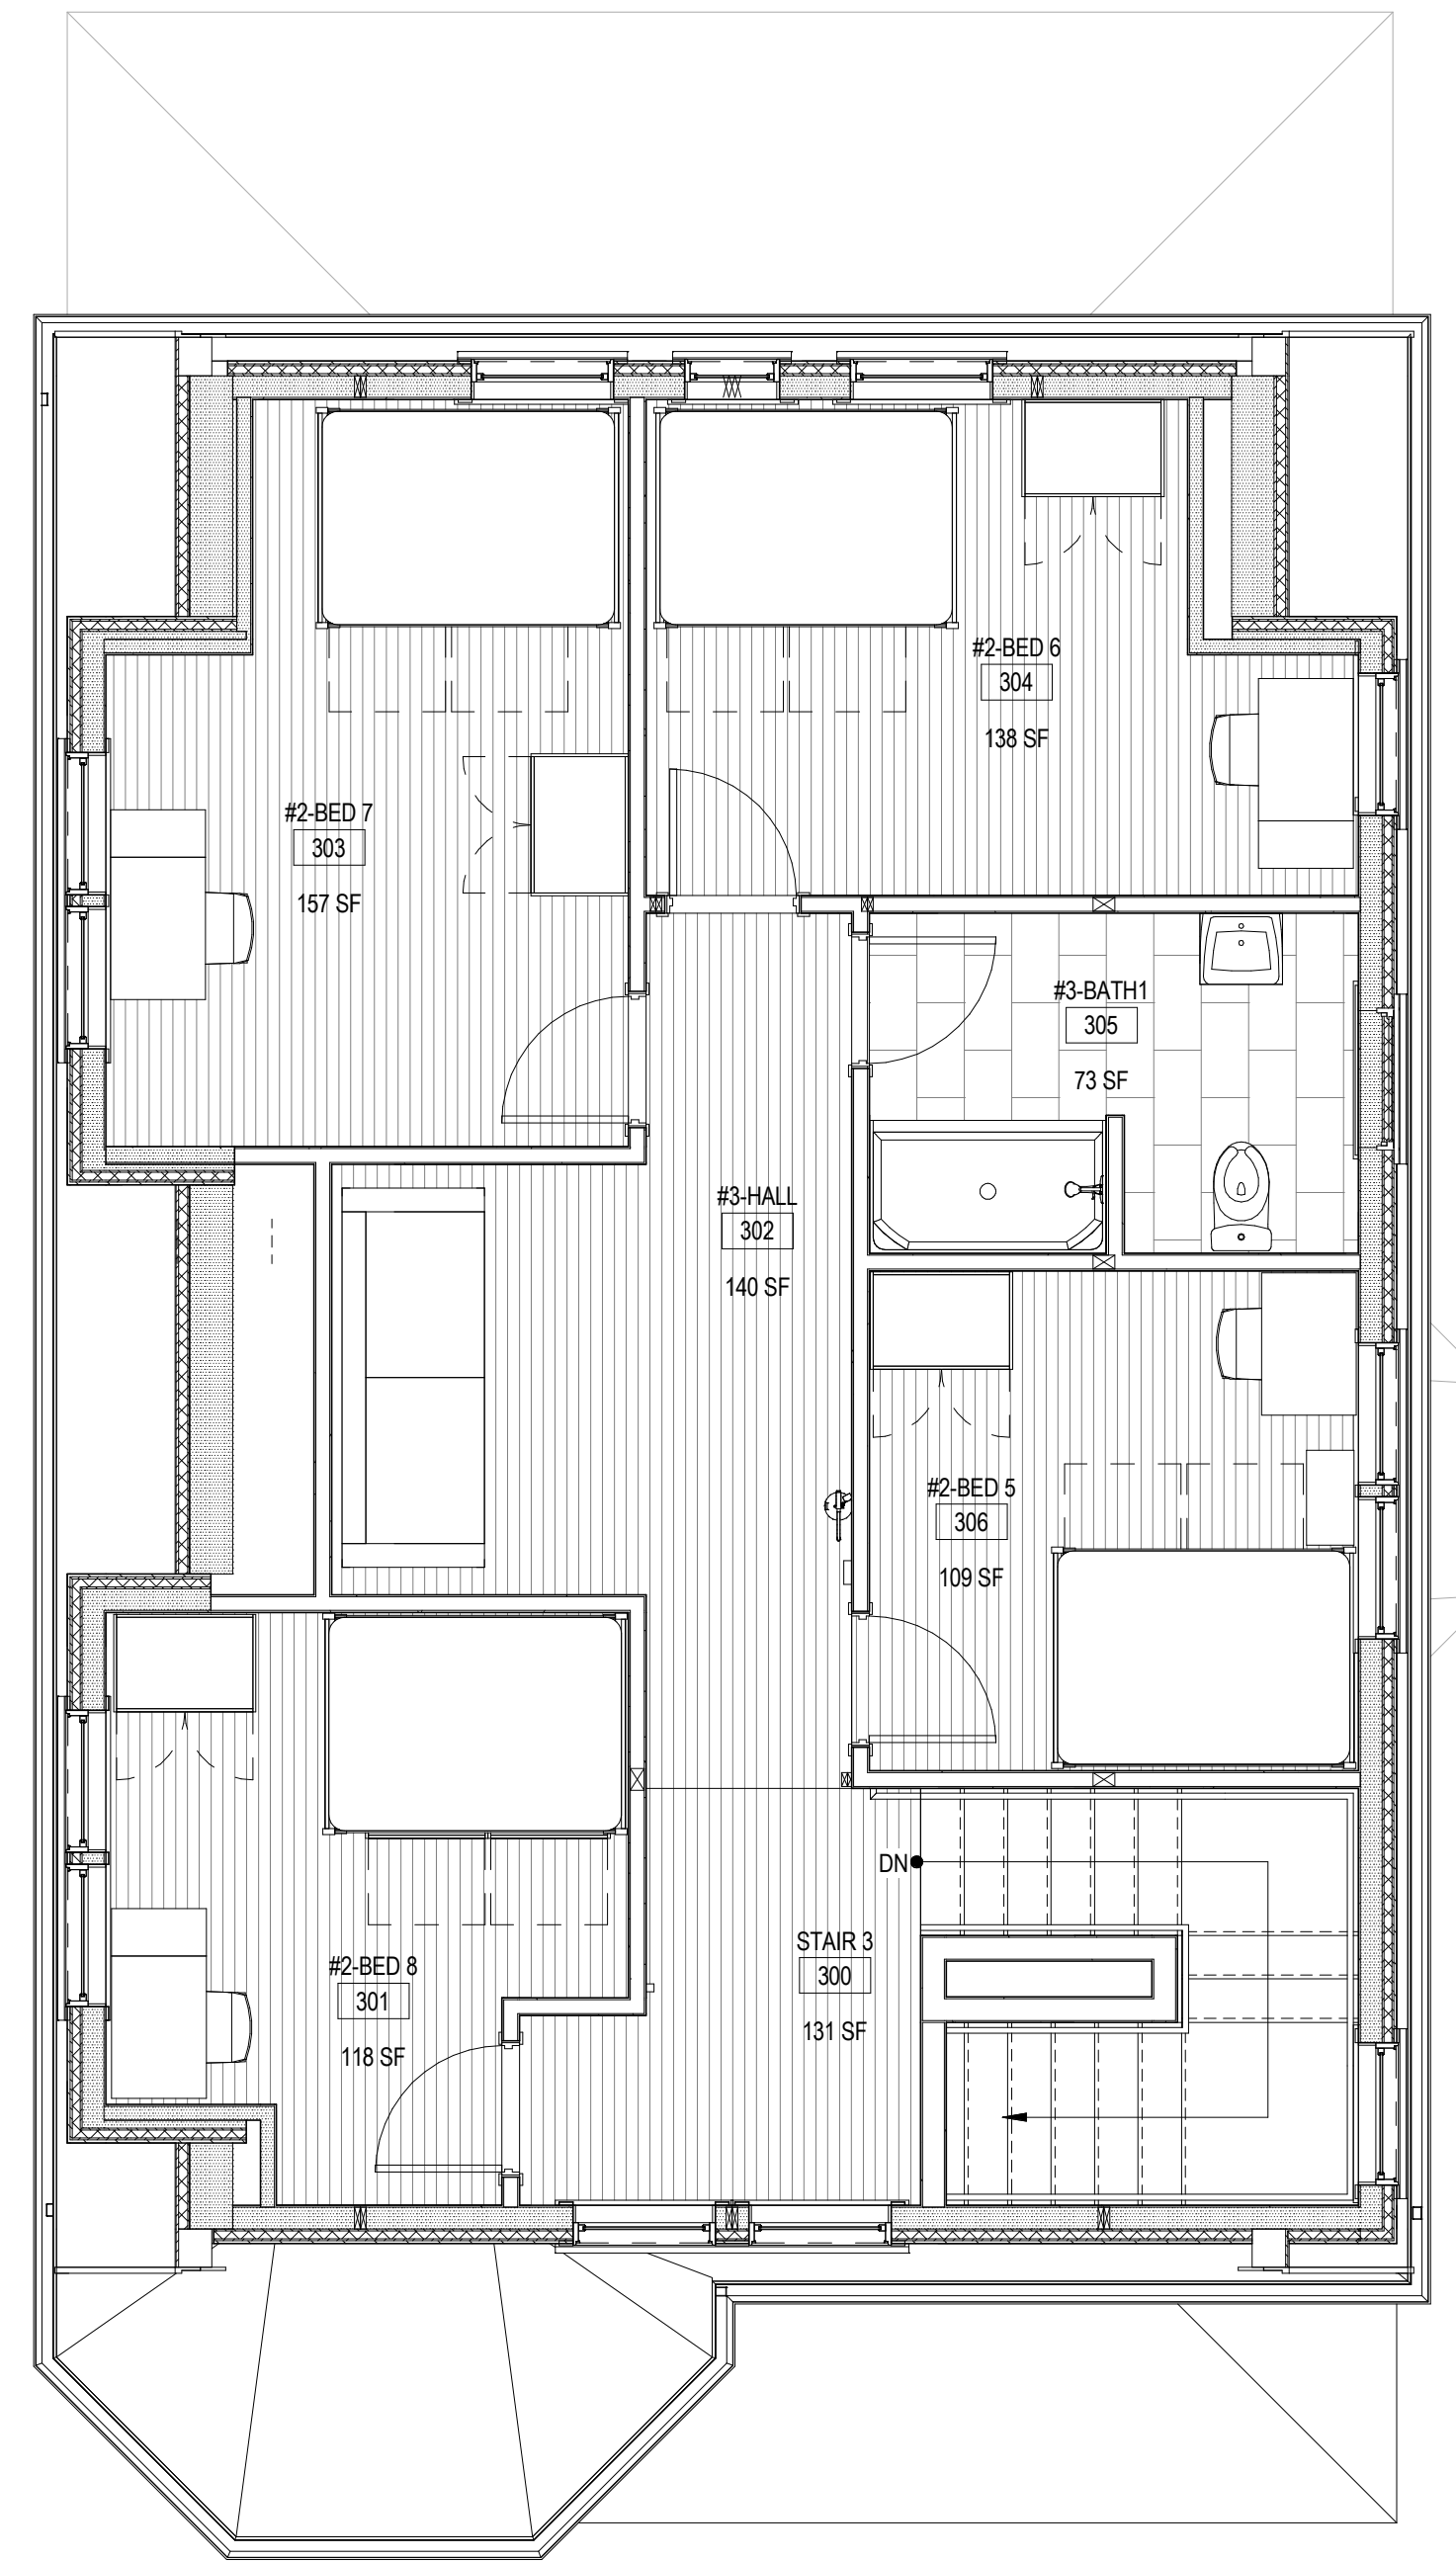 #2-BED 6
304
138 SF
#2-BED 7
303
157 SF
#3-BATH1
305
73 SF
#3-HALL
302
140 SF
#2-BED 5
306
109 SF
DN
STAIR 3
300
131 SF
#2-BED 8
301
118 SF